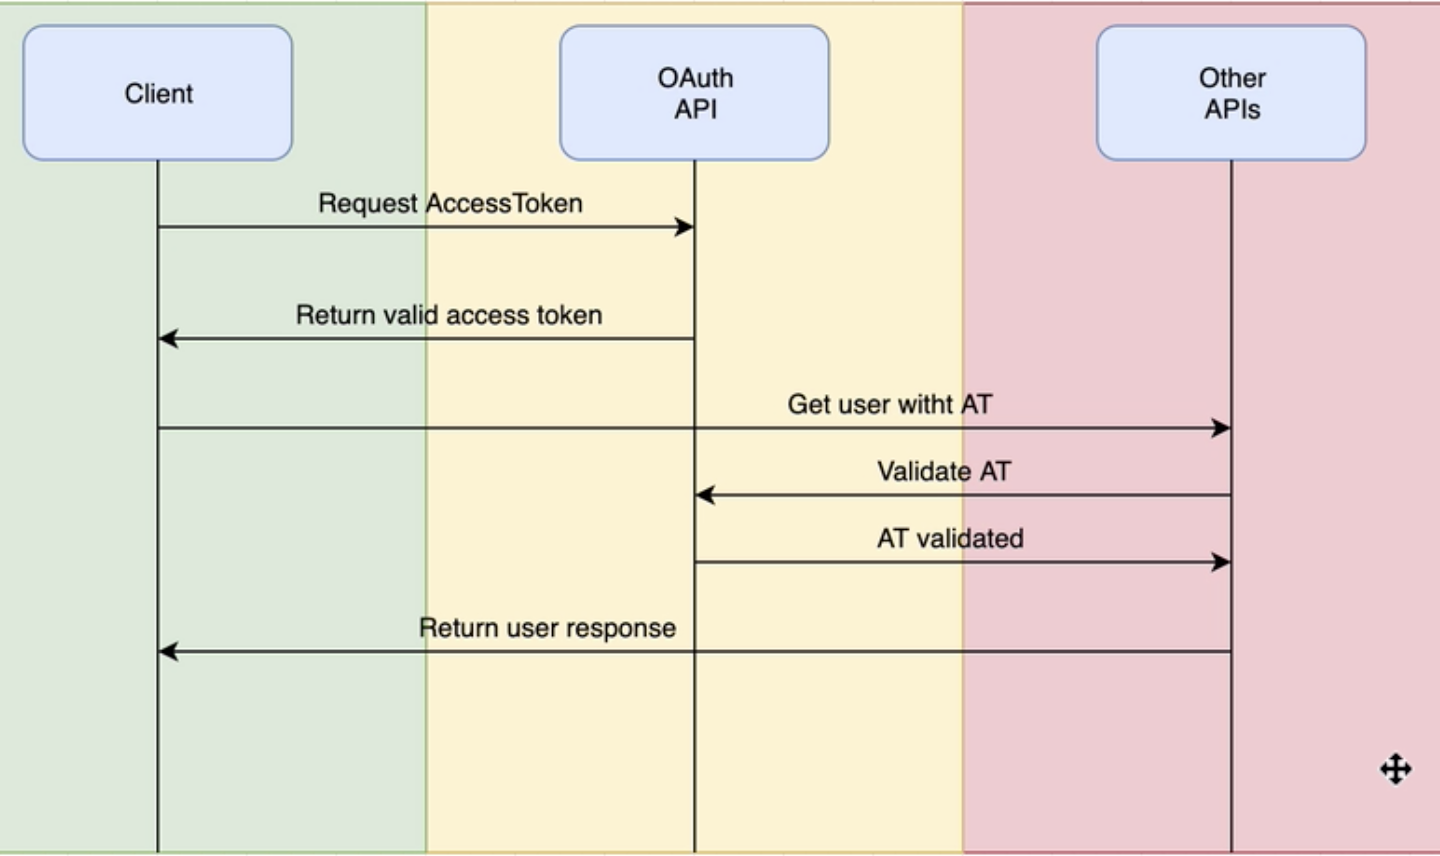 Client
OAuth
API
Other
APIs
Request AccessToken
Return valid access token
Get user witht AT
Validate AT
AT validated
Return user response